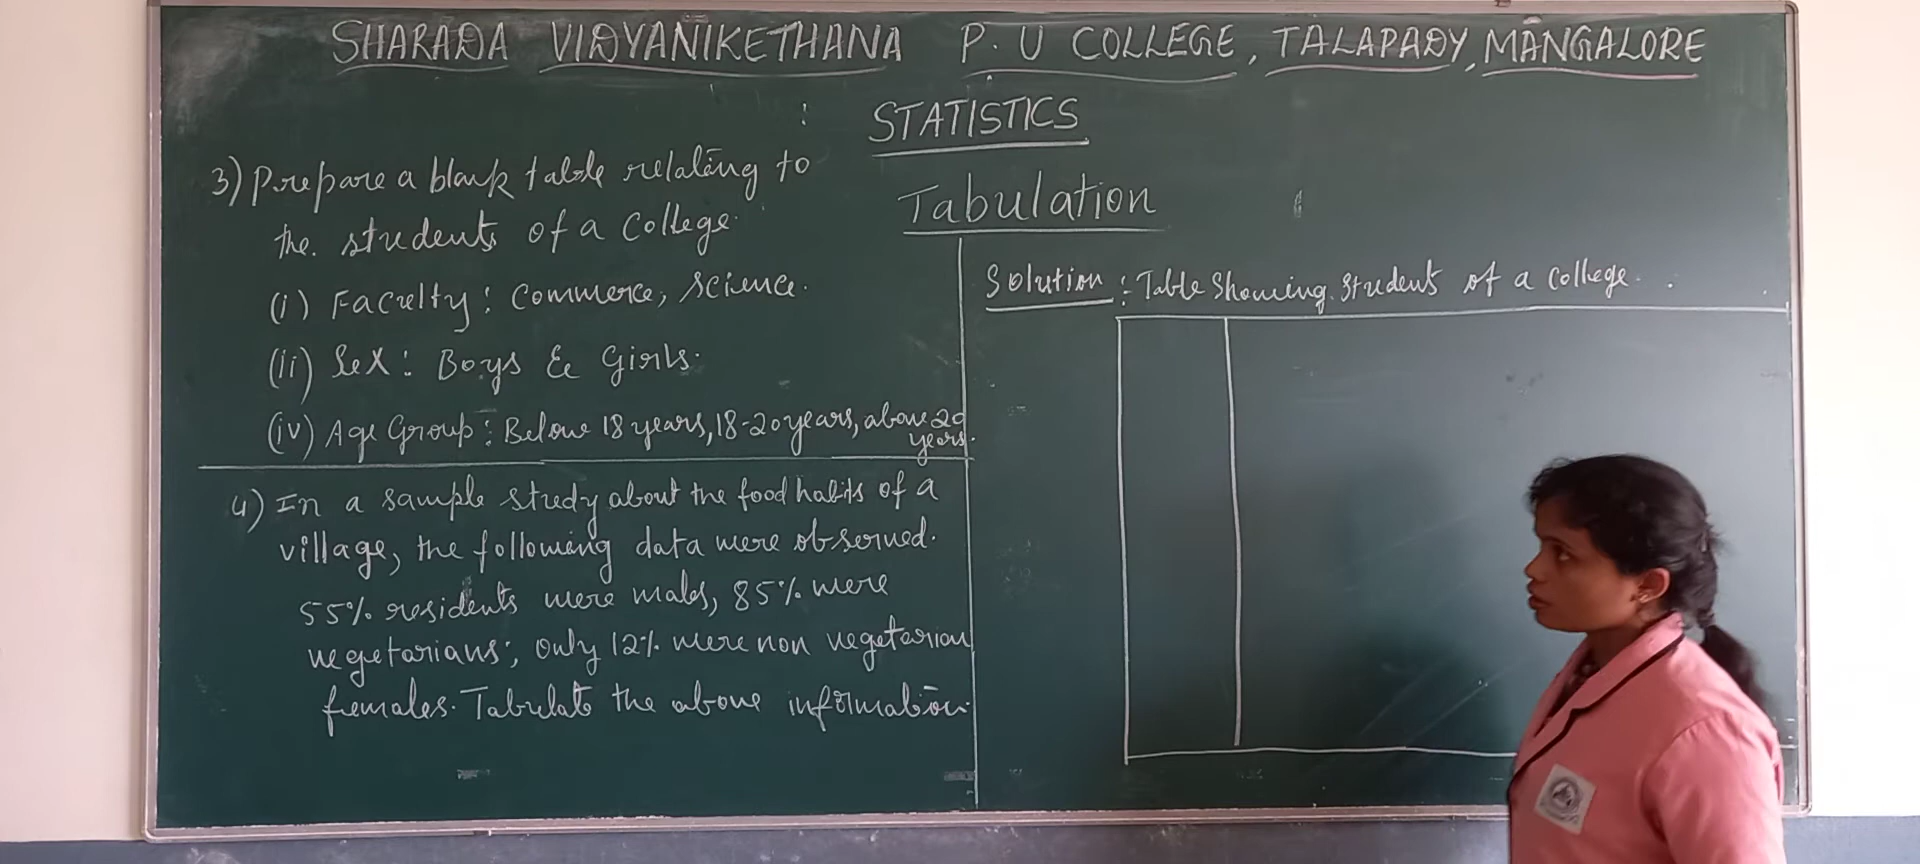 SHARADA VIDYANIKETHANA P.U COLLEGE, TALAPADY, MANGALORE
STATISTICS
Tabulation
3) Prepare a blank table relating to
the students of a College.
(i) Faculty: Commerce, Science.
(ii) Sex: Boys & Girls.
(iv) Age Group: Below 18 years, 18-20 years, above 20
years.
4) In a sample study about the food habits of a
village, the following data were observed.
55% residents were males, 85% were
vegetarians; only 12% were non vegetarian
females. Tabulate the above information.
Solution: Table Showing Students of a College.